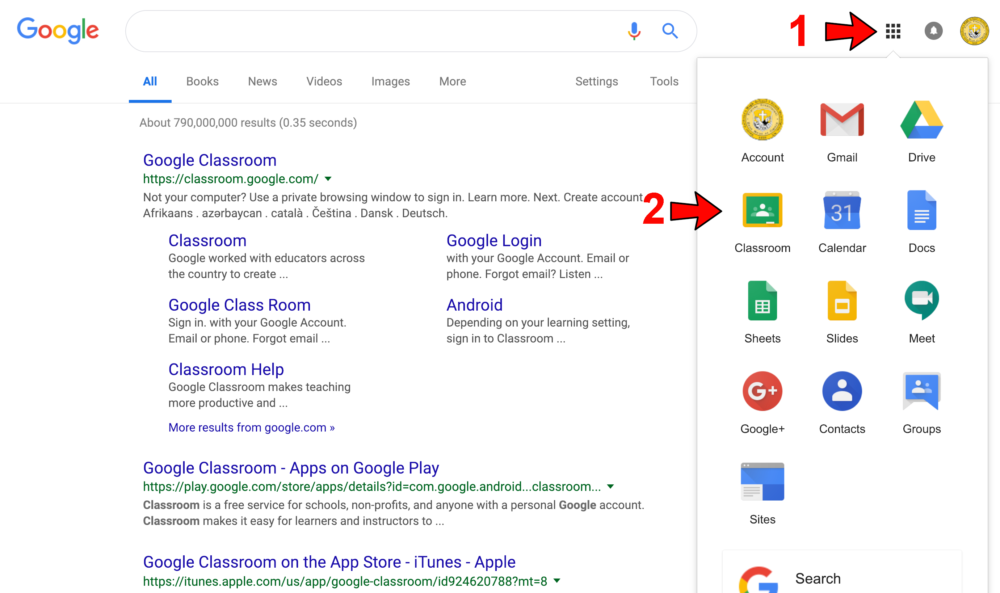 Google
1
All Books News Videos Images More Settings Tools
About 790,000,000 results (0.35 seconds)
Google Classroom
https://classroom.google.com/
Not your computer? Use a private browsing window to sign in. Learn more. Next. Create account
Afrikaans . azərbaycan . català . Čeština . Dansk . Deutsch.
Classroom
Google worked with educators across
the country to create ...
Google Login
with your Google Account. Email or
phone. Forgot email? Listen ...
Google Class Room
Sign in. with your Google Account.
Email or phone. Forgot email ...
Android
Depending on your learning setting,
sign in to Classroom ...
Classroom Help
Google Classroom makes teaching
more productive and ...
More results from google.com »
Google Classroom - Apps on Google Play
https://play.google.com/store/apps/details?id=com.google.android...classroom...
Classroom is a free service for schools, non-profits, and anyone with a personal Google account.
Classroom makes it easy for learners and instructors to ...
Google Classroom on the App Store - iTunes - Apple
https://itunes.apple.com/us/app/google-classroom/id924620788?mt=8
Account Gmail Drive
2
31
Classroom Calendar Docs
Sheets Slides Meet
G+
Google+ Contacts Groups
Sites
G
Search